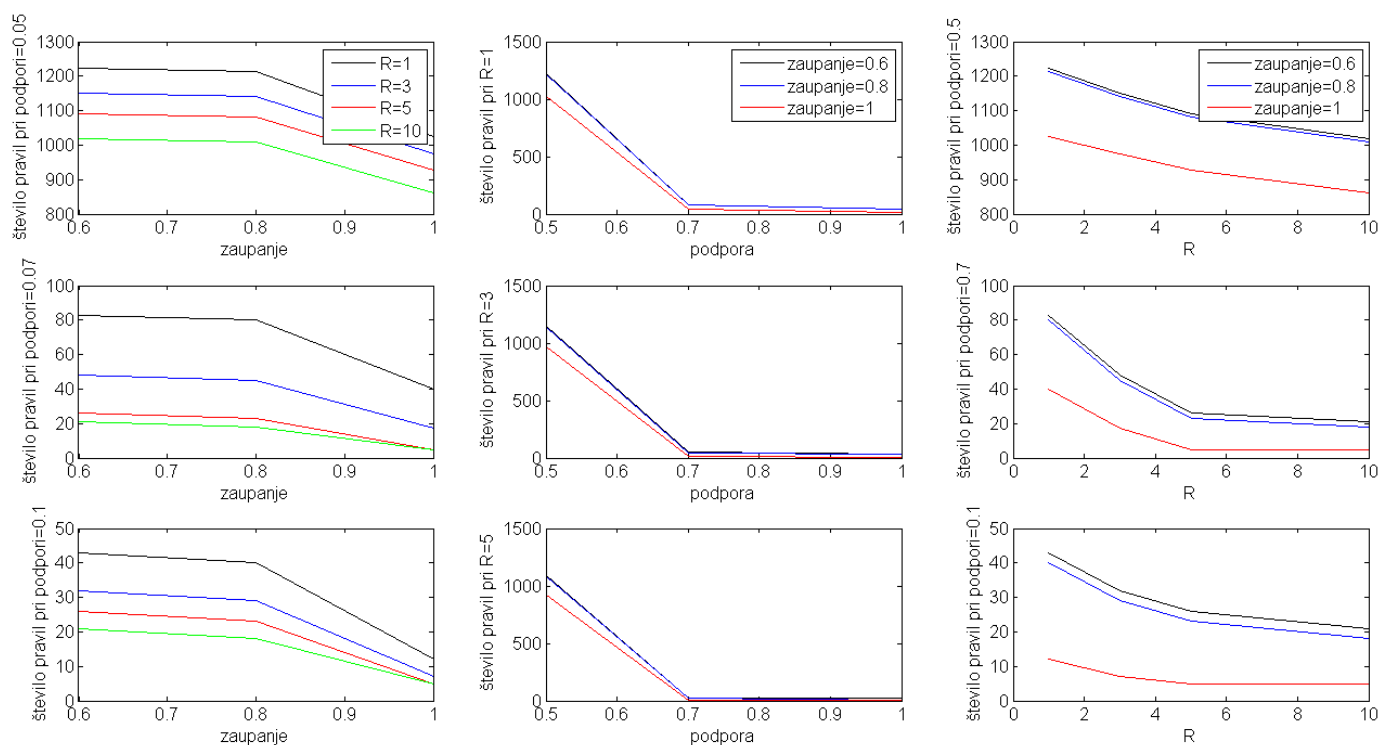 število pravil pri podpori=0.05
1300
1200
1100
1000
900
800
0.6 0.7 0.8 0.9 1
zaupanje
R=1
R=3
R=5
R=10
število pravil pri R=1
1500
1000
500
0
0.5 0.6 0.7 0.8 0.9 1
podpora
zaupanje=0.6
zaupanje=0.8
zaupanje=1
število pravil pri podpori=0.5
1300
1200
1100
1000
900
800
0 2 4 6 8 10
R
zaupanje=0.6
zaupanje=0.8
zaupanje=1
število pravil pri podpori=0.07
100
80
60
40
20
0
0.6 0.7 0.8 0.9 1
zaupanje
število pravil pri R=3
1500
1000
500
0
0.5 0.6 0.7 0.8 0.9 1
podpora
število pravil pri podpori=0.7
100
80
60
40
20
0
0 2 4 6 8 10
R
število pravil pri podpori=0.1
50
40
30
20
10
0
0.6 0.7 0.8 0.9 1
zaupanje
število pravil pri R=5
1500
1000
500
0
0.5 0.6 0.7 0.8 0.9 1
podpora
število pravil pri podpori=0.1
50
40
30
20
10
0
0 2 4 6 8 10
R